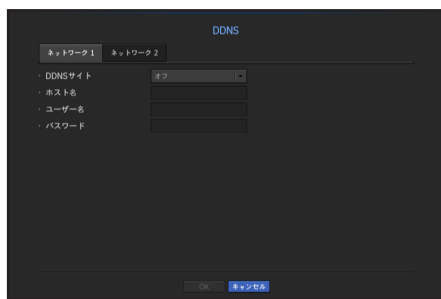 DDNS
ネットワーク 1 ネットワーク 2
DDNSサイト オフ
ホスト名
ユーザー名
パスワード
OK キャンセル